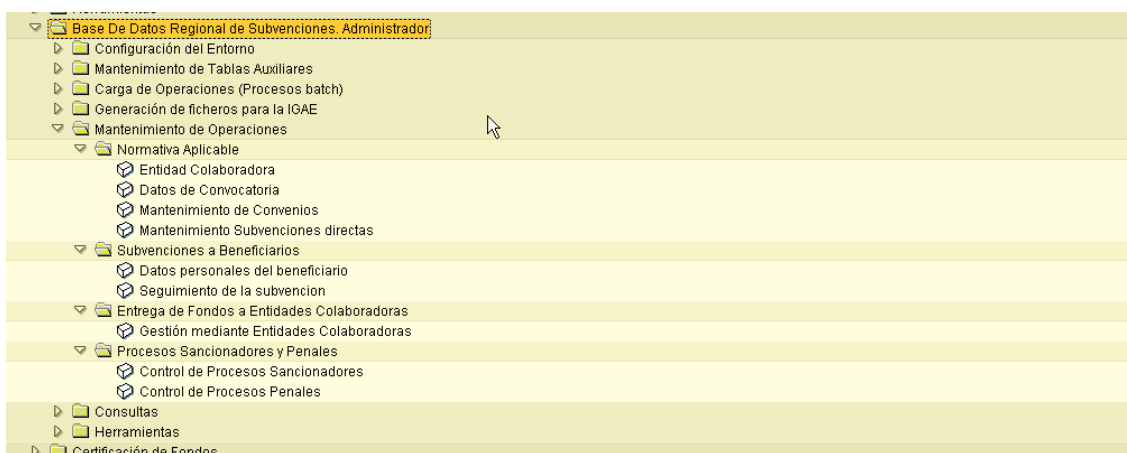 Herramientas
Base De Datos Regional de Subvenciones. Administrador
Configuración del Entorno
Mantenimiento de Tablas Auxiliares
Carga de Operaciones (Procesos batch)
Generación de ficheros para la IGAE
Mantenimiento de Operaciones
Normativa Aplicable
Entidad Colaboradora
Datos de Convocatoria
Mantenimiento de Convenios
Mantenimiento Subvenciones directas
Subvenciones a Beneficiarios
Datos personales del beneficiario
Seguimiento de la subvencion
Entrega de Fondos a Entidades Colaboradoras
Gestión mediante Entidades Colaboradoras
Procesos Sancionadores y Penales
Control de Procesos Sancionadores
Control de Procesos Penales
Consultas
Herramientas
Certificación de Fondos